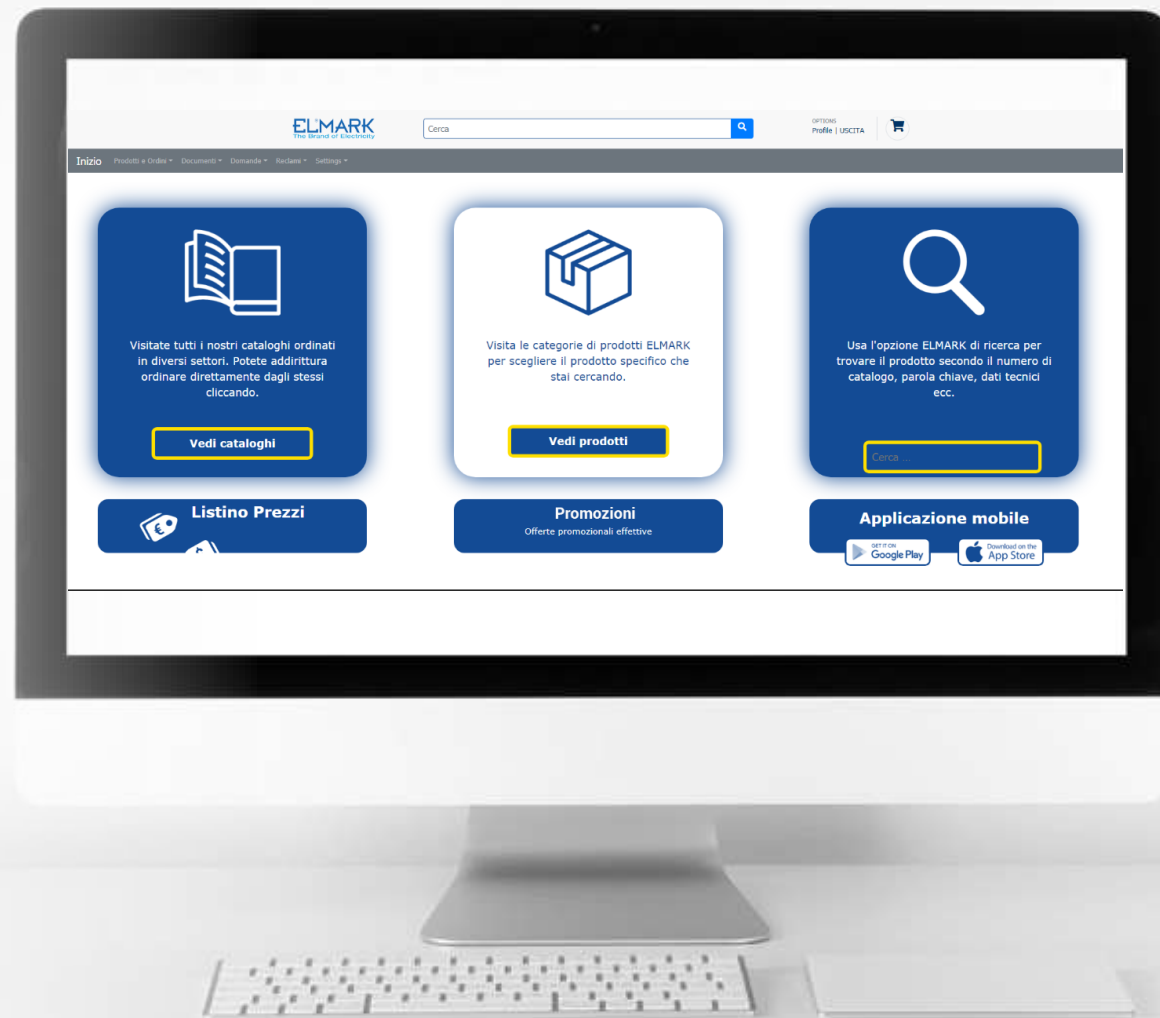 ELMARK
The Brand of Electricity
Cerca
OPTIONS
Profile | USCITA
Inizio Prodotti e Ordini Documenti Domanda Reclami Settings
Visitate tutti i nostri cataloghi ordinati
in diversi settori. Potete addirittura
ordinare direttamente dagli stessi
cliccando.
Vedi cataloghi
Visita le categorie di prodotti ELMARK
per scegliere il prodotto specifico che
stai cercando.
Vedi prodotti
Usa l'opzione ELMARK di ricerca per
trovare il prodotto secondo il numero di
catalogo, parola chiave, dati tecnici
ecc.
Cerca ...
Listino Prezzi
€
€
Promozioni
Offerte promozionali effettive
Applicazione mobile
GET IT ON
Google Play
Download on the
App Store